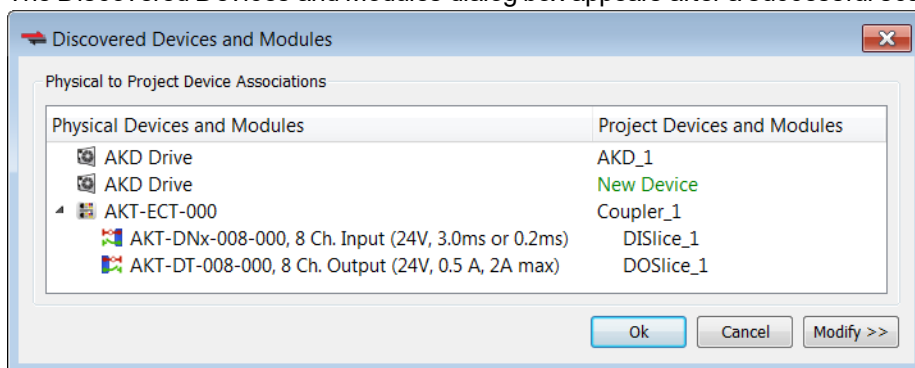 Discovered Devices and Modules
Physical to Project Device Associations
Physical Devices and Modules Project Devices and Modules
AKD Drive AKD_1
AKD Drive New Device
AKT-ECT-000 Coupler_1
AKT-DNx-008-000, 8 Ch. Input (24V, 3.0ms or 0.2ms) DISlice_1
AKT-DT-008-000, 8 Ch. Output (24V, 0.5 A, 2A max) DOSlice_1
Ok Cancel Modify >>